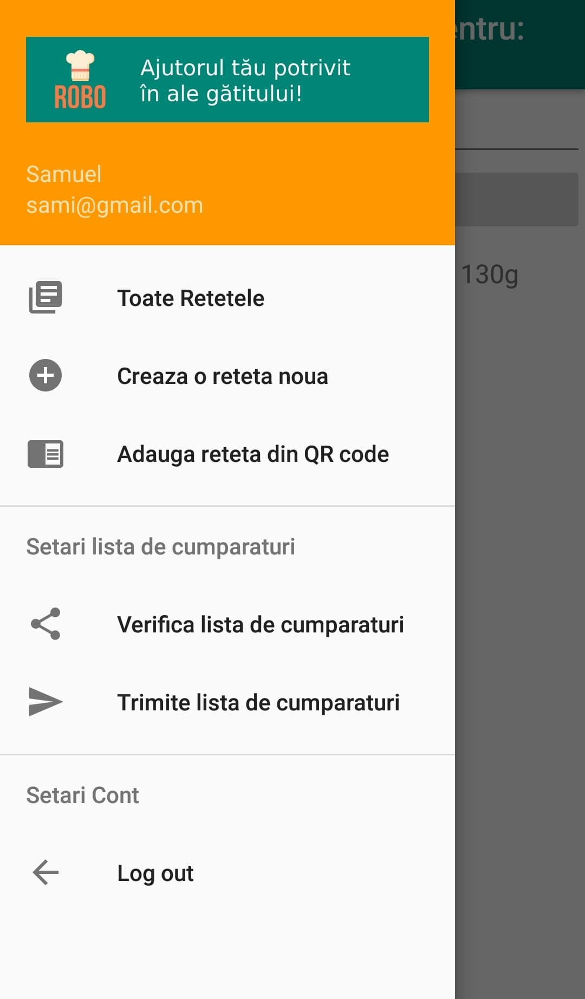 ROBO
Ajutorul tău potrivit
în ale gătitului!
Samuel
sami@gmail.com
Toate Retetele
Creaza o reteta noua
Adauga reteta din QR code
Setari lista de cumparaturi
Verifica lista de cumparaturi
Trimite lista de cumparaturi
Setari Cont
Log out
ntru:
130g